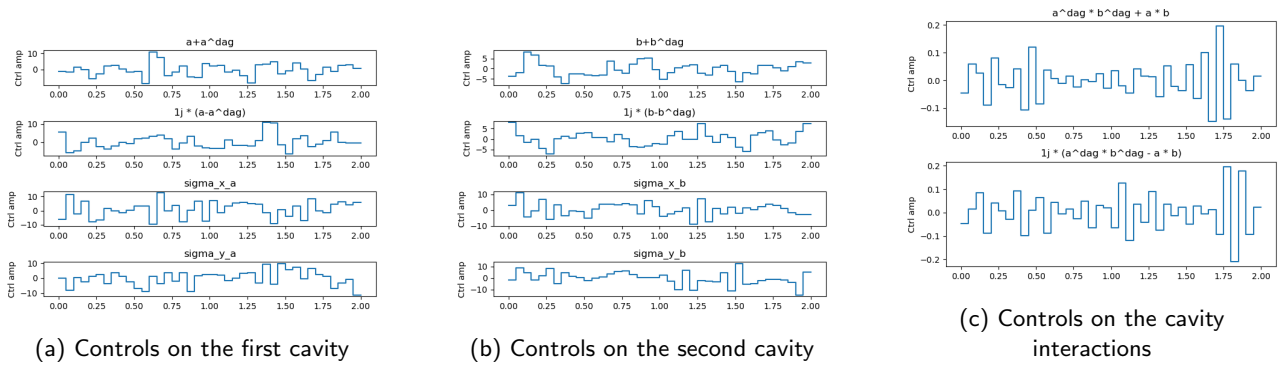 a+a^dag
Ctrl amp
10
0
0.00 0.25 0.50 0.75 1.00 1.25 1.50 1.75 2.00
1j * (a-a^dag)
Ctrl amp
10
0
0.00 0.25 0.50 0.75 1.00 1.25 1.50 1.75 2.00
sigma_x_a
Ctrl amp
10
0
−10
0.00 0.25 0.50 0.75 1.00 1.25 1.50 1.75 2.00
sigma_y_a
Ctrl amp
10
0
−10
0.00 0.25 0.50 0.75 1.00 1.25 1.50 1.75 2.00
(a) Controls on the first cavity
b+b^dag
Ctrl amp
5
0
−5
0.00 0.25 0.50 0.75 1.00 1.25 1.50 1.75 2.00
1j * (b-b^dag)
Ctrl amp
5
0
−5
0.00 0.25 0.50 0.75 1.00 1.25 1.50 1.75 2.00
sigma_x_b
Ctrl amp
10
0
0.00 0.25 0.50 0.75 1.00 1.25 1.50 1.75 2.00
sigma_y_b
Ctrl amp
10
0
−10
0.00 0.25 0.50 0.75 1.00 1.25 1.50 1.75 2.00
(b) Controls on the second cavity
a^dag * b^dag + a * b
Ctrl amp
0.2
0.1
0.0
−0.1
0.00 0.25 0.50 0.75 1.00 1.25 1.50 1.75 2.00
1j * (a^dag * b^dag - a * b)
Ctrl amp
0.2
0.1
0.0
−0.1
−0.2
0.00 0.25 0.50 0.75 1.00 1.25 1.50 1.75 2.00
(c) Controls on the cavity
interactions